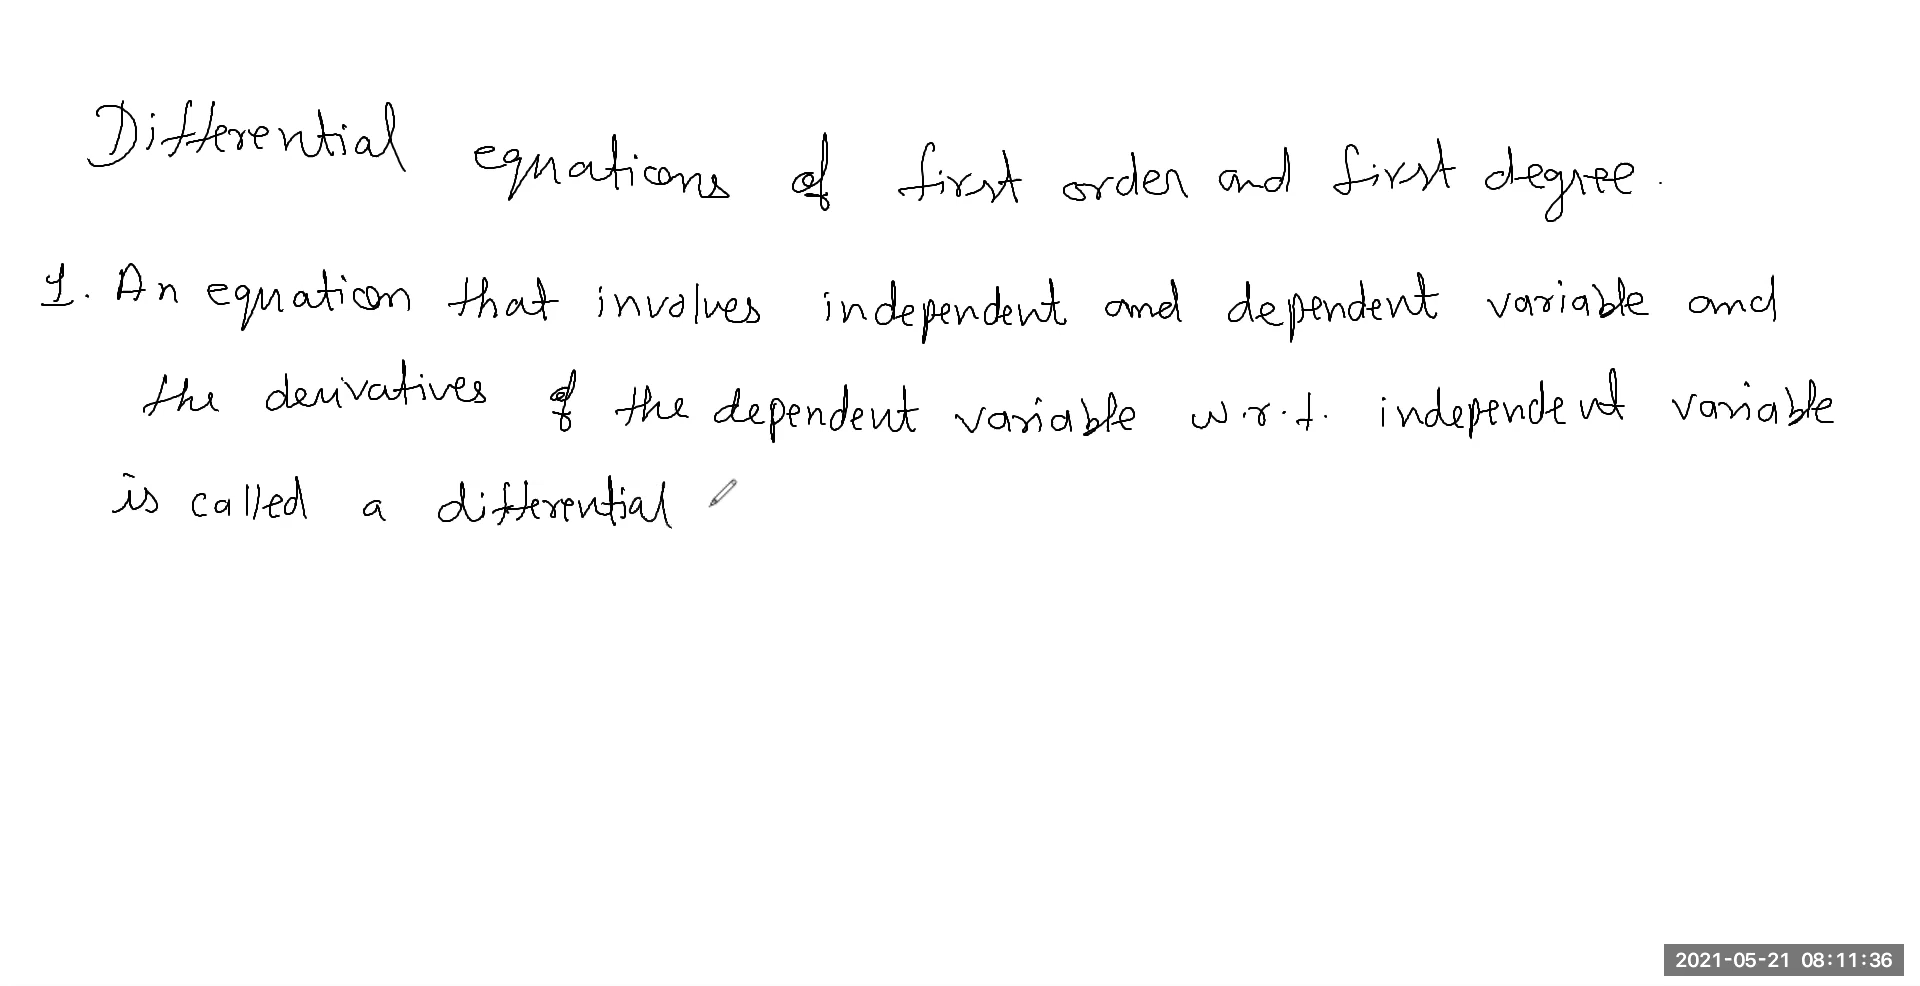 Differential equations of first order and first degree.
1. An equation that involves independent and dependent variable and
the derivatives of the dependent variable w.r.t. independent variable
is called a differential
2021-05-21 08:11:36